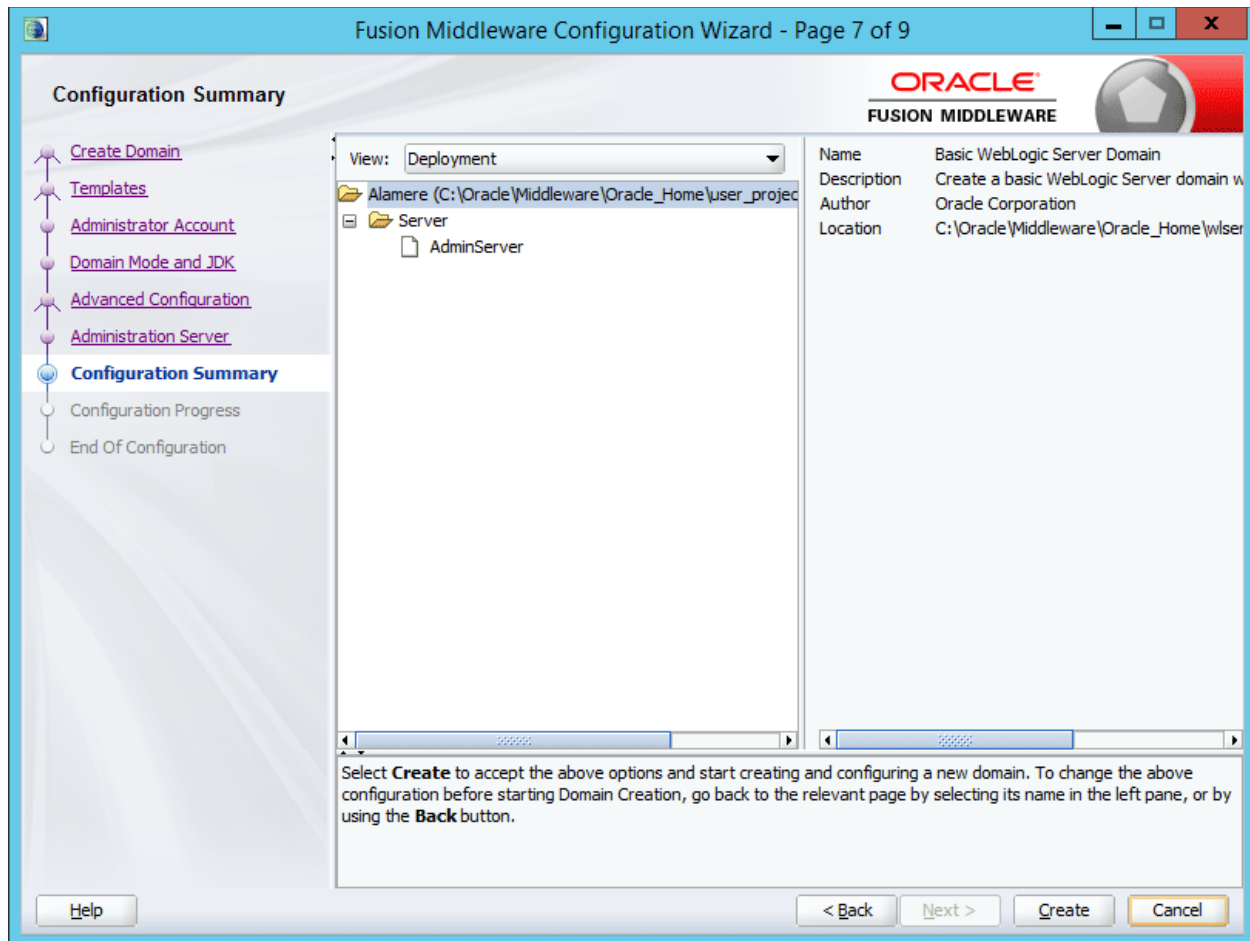 Fusion Middleware Configuration Wizard - Page 7 of 9
Configuration Summary
ORACLE
FUSION MIDDLEWARE
Create Domain
Templates
Administrator Account
Domain Mode and JDK
Advanced Configuration
Administration Server
Configuration Summary
Configuration Progress
End Of Configuration
View: Deployment
Alamere (C:\Oracle\Middleware\Oracle_Home\user_projec
Server
AdminServer
Name Basic WebLogic Server Domain
Description Create a basic WebLogic Server domain w
Author Oracle Corporation
Location C:\Oracle\Middleware\Oracle_Home\wlser
Select Create to accept the above options and start creating and configuring a new domain. To change the above
configuration before starting Domain Creation, go back to the relevant page by selecting its name in the left pane, or by
using the Back button.
Help
< Back
Next >
Create
Cancel